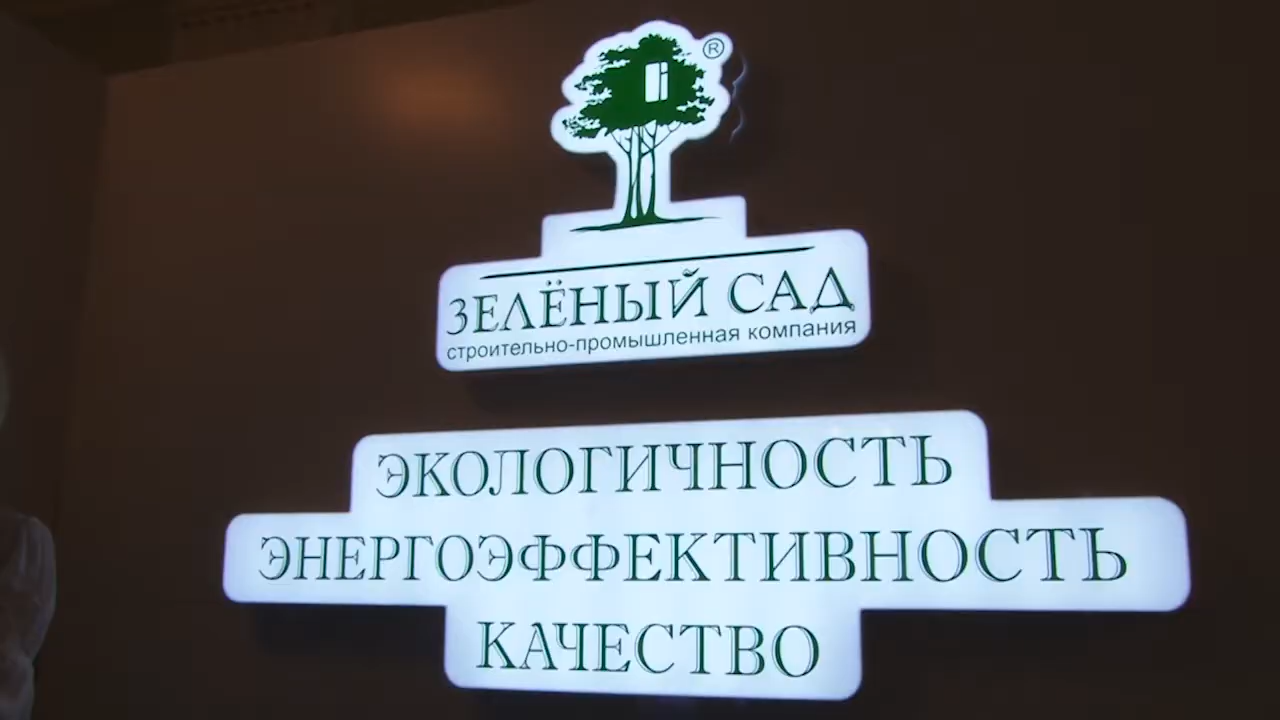 ®
ЗЕЛЁНЫЙ САД
строительно-промышленная компания
ЭКОЛОГИЧНОСТЬ
ЭНЕРГОЭФФЕКТИВНОСТЬ
КАЧЕСТВО